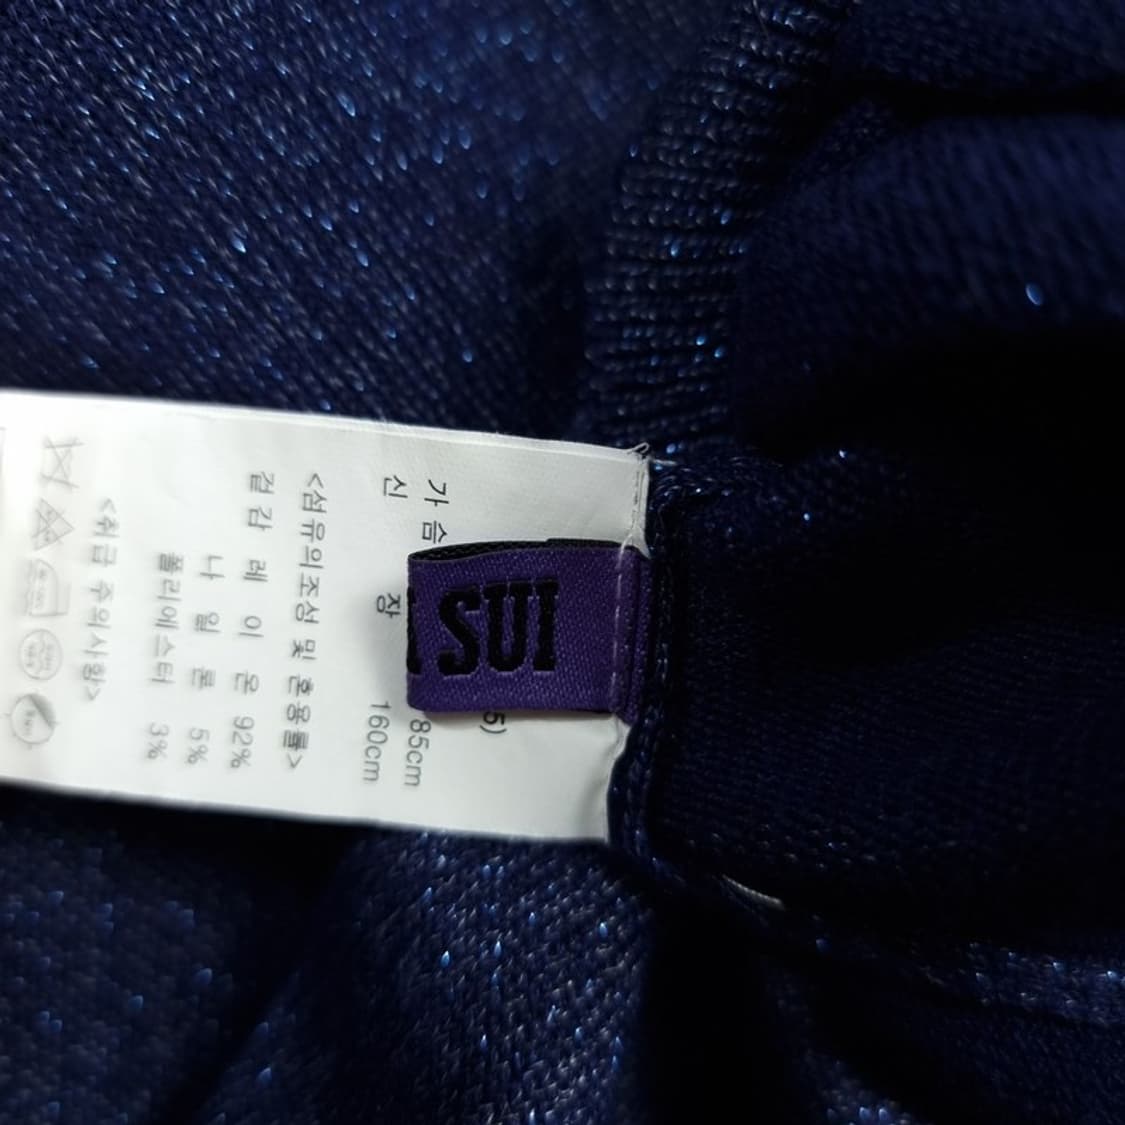 SUI
5)
가 슴 85cm
신 장 160cm
<섬유의조성 및 혼용률>
겉감 레 이 온 92%
나 일 론 5%
폴리에스터 3%
<취급 주의사항>